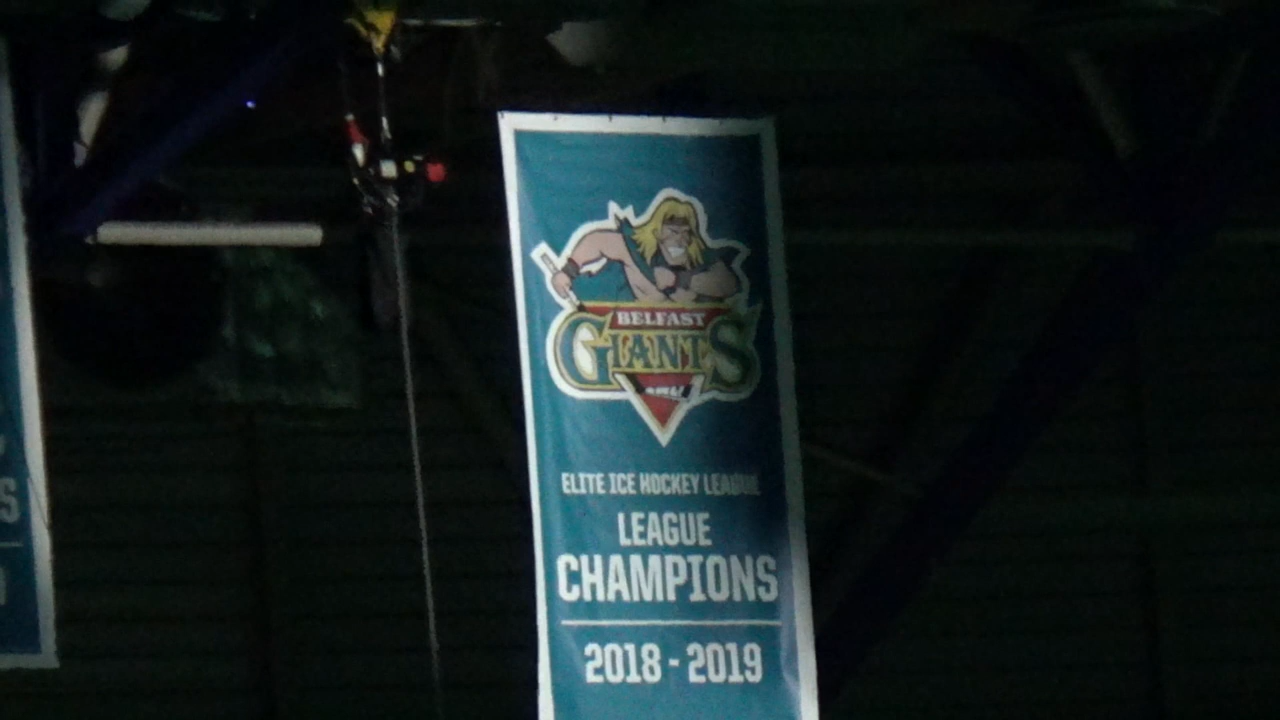 BELFAST
GIANTS
ELITE ICE HOCKEY LEAGUE
LEAGUE
CHAMPIONS
2018 - 2019
S